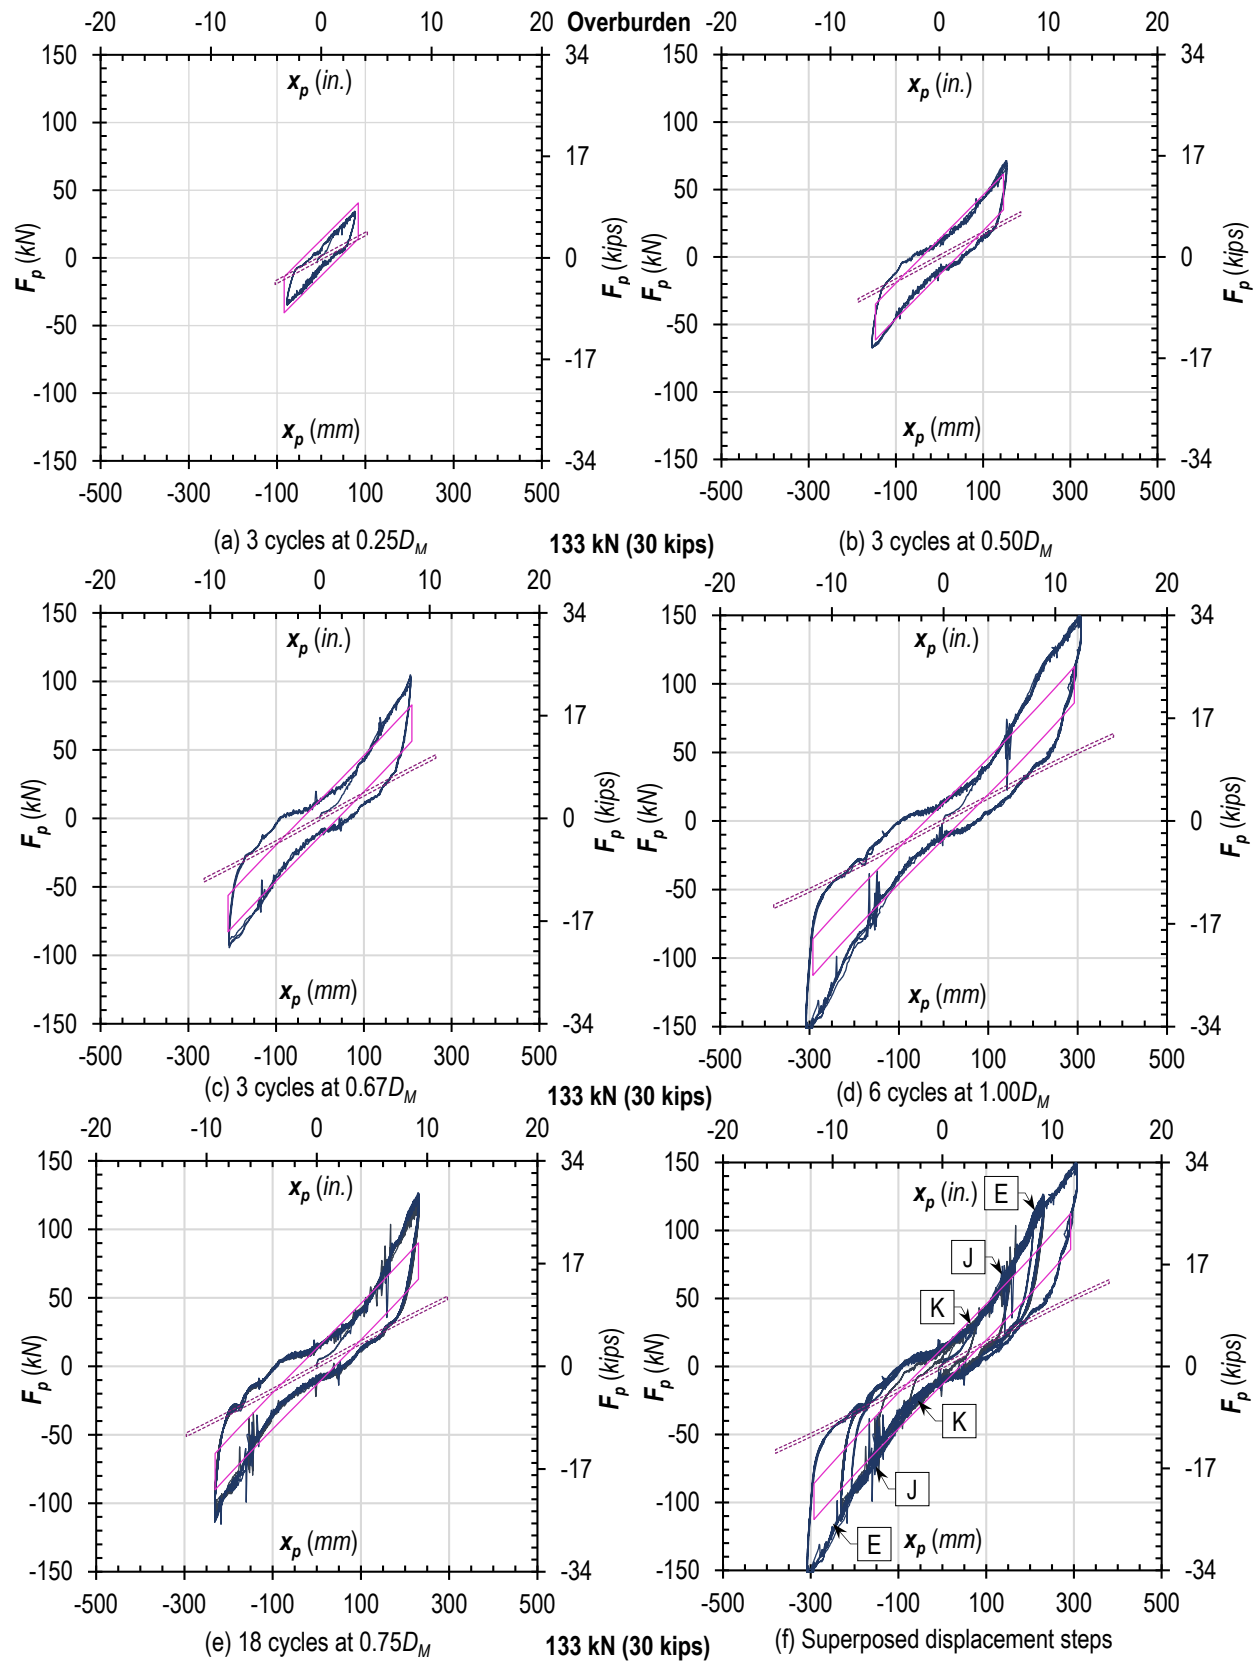 -20 -10 0 Overburden -20 -10 0 10 20
150 34 150 34
x_p (in.) x_p (in.)
100 100
17 17
50 50
F_p (kN) 0 0 F_p (kips) F_p (kN) 0 0 F_p (kips)
-50 -50
-17 -17
-100 -100
x_p (mm) x_p (mm)
-150 -34 -150 -34
-500 -300 -100 100 300 500 -500 -300 -100 100 300 500
(a) 3 cycles at 0.25D_M 133 kN (30 kips) (b) 3 cycles at 0.50D_M
-20 -10 0 10 20 -20 -10 0 10 20
150 34 150 34
x_p (in.) x_p (in.)
100 100
17 17
50 50
F_p (kN) 0 0 F_p (kips) F_p (kN) 0 0 F_p (kips)
-50 -50
-17 -17
-100 -100
x_p (mm) x_p (mm)
-150 -34 -150 -34
-500 -300 -100 100 300 500 -500 -300 -100 100 300 500
(c) 3 cycles at 0.67D_M 133 kN (30 kips) (d) 6 cycles at 1.00D_M
-20 -10 0 10 20 -20 -10 0 10 20
150 34 150 34
x_p (in.) x_p (in.) E
100 100
J
17 17
50 K 50
F_p (kN) 0 0 F_p (kips) F_p (kN) 0 0 F_p (kips)
K
-50 -50
-17 -17
J
-100 -100
E
x_p (mm) x_p (mm)
-150 -34 -150 -34
-500 -300 -100 100 300 500 -500 -300 -100 100 300 500
(e) 18 cycles at 0.75D_M 133 kN (30 kips) (f) Superposed displacement steps